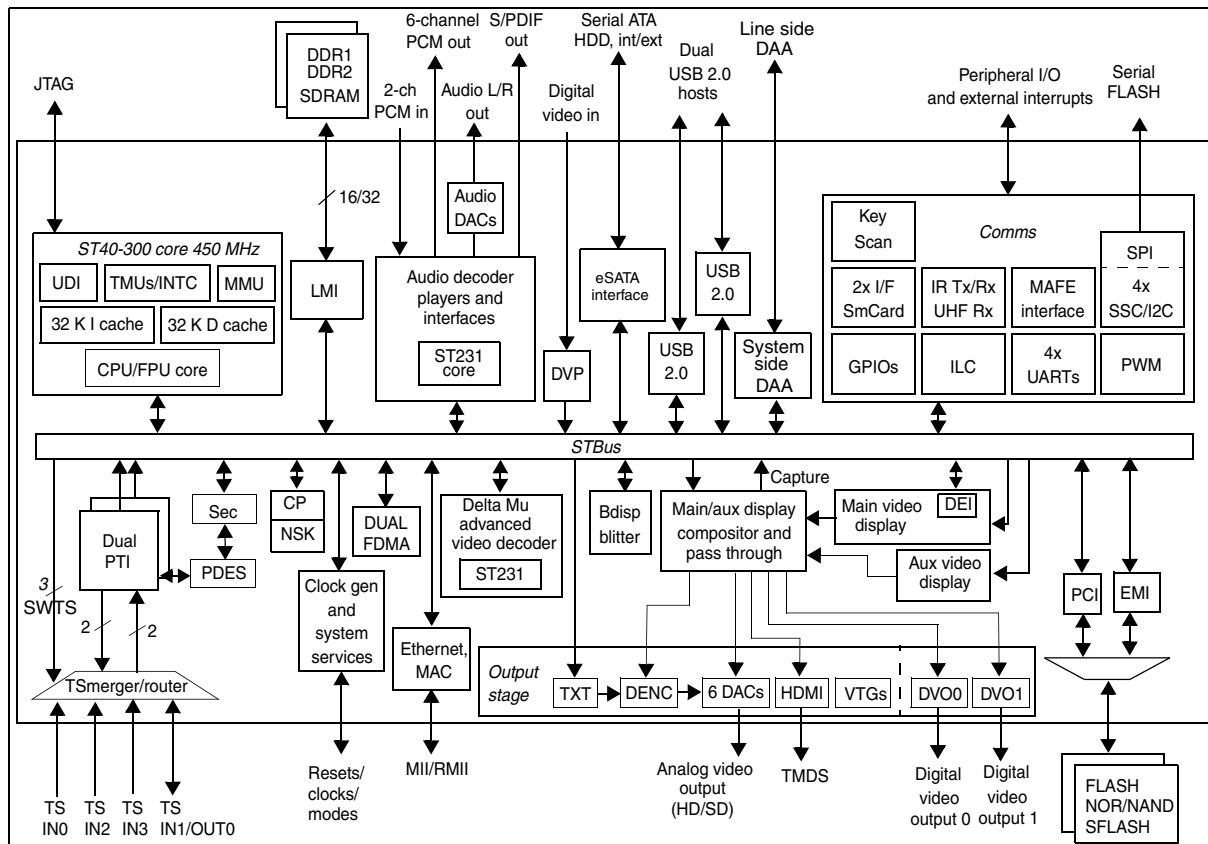 6-channel
PCM out
S/PDIF
out
Serial ATA
HDD, int/ext
Dual
USB 2.0
hosts
Line side
DAA
DDR1
DDR2
SDRAM
JTAG
2-ch
PCM in
Audio L/R
out
Digital
video in
Peripheral I/O
and external interrupts
Serial
FLASH
16/32
Audio
DACs
ST40-300 core 450 MHz
UDI
TMUs/INTC
MMU
32 K I cache
32 K D cache
CPU/FPU core
LMI
Audio decoder
players and
interfaces
ST231
core
DVP
eSATA
interface
USB
2.0
USB
2.0
System
side
DAA
Key
Scan
Comms
SPI
2x I/F
SmCard
IR Tx/Rx
UHF Rx
MAFE
interface
4x
SSC/I2C
GPIOs
ILC
4x
UARTs
PWM
STBus
Dual
PTI
Sec
PDES
CP
NSK
DUAL
FDMA
Delta Mu
advanced
video decoder
ST231
Bdisp
blitter
Capture
Main/aux display
compositor and
pass through
Main video
display
DEI
Aux video
display
PCI
EMI
3
SWTS
2
2
Clock gen
and
system
services
Ethernet,
MAC
TSmerger/router
Output
stage
TXT
DENC
6 DACs
HDMI
VTGs
DVO0
DVO1
TS
IN0
TS
IN2
TS
IN3
TS
IN1/OUT0
Resets/
clocks/
modes
MII/RMII
Analog video
output
(HD/SD)
TMDS
Digital
video
output 0
Digital
video
output 1
FLASH
NOR/NAND
SFLASH